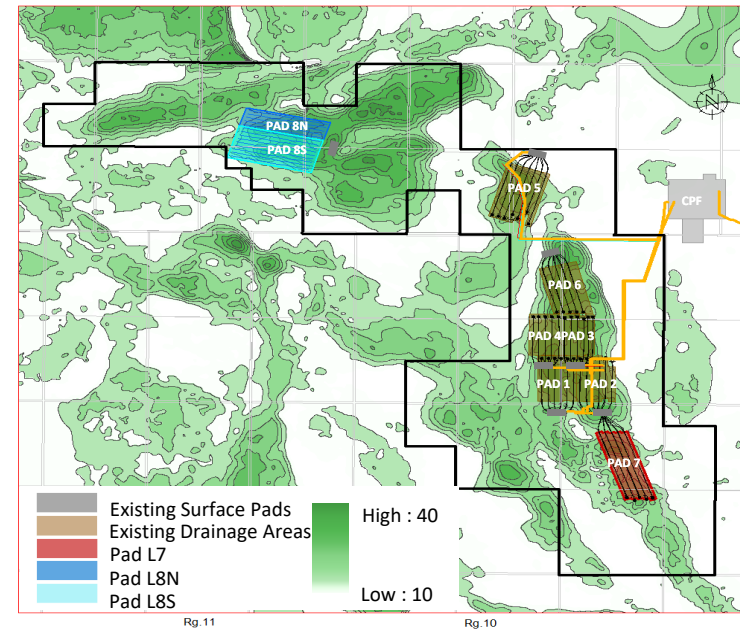 N
PAD 8N
PAD 8S
PAD 5
CPF
PAD 6
PAD 4 PAD 3
PAD 1 PAD 2
PAD 7
Existing Surface Pads
Existing Drainage Areas
Pad L7
Pad L8N
Pad L8S
High : 40
Low : 10
Rg.11 Rg.10